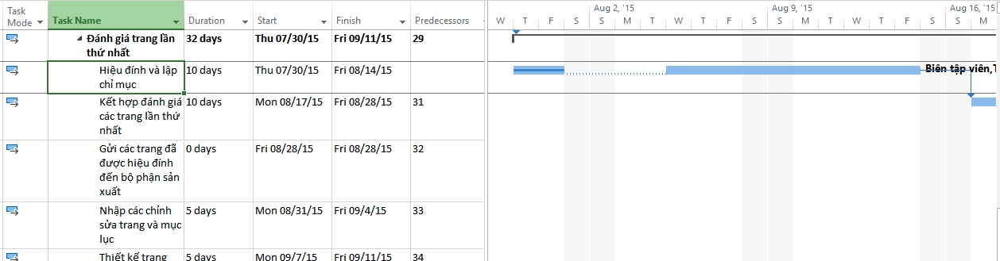 Task Mode Task Name Duration Start Finish Predecessors
Aug 2, '15 Aug 9, '15 Aug 16, '15
W T F S S M T W T F S S M T W T F S S M
Đánh giá trang lần 32 days Thu 07/30/15 Fri 09/11/15 29
thứ nhất
Hiệu đính và lập 10 days Thu 07/30/15 Fri 08/14/15
chỉ mục
Biên tập viên,T
Kết hợp đánh giá 10 days Mon 08/17/15 Fri 08/28/15 31
các trang lần thứ
nhất
Gửi các trang đã 0 days Fri 08/28/15 Fri 08/28/15 32
được hiệu đính
đến bộ phận sản
xuất
Nhập các chỉnh 5 days Mon 08/31/15 Fri 09/4/15 33
sửa trang và mục
lục
Thiết kế trang 5 days Mon 09/7/15 Fri 09/11/15 34